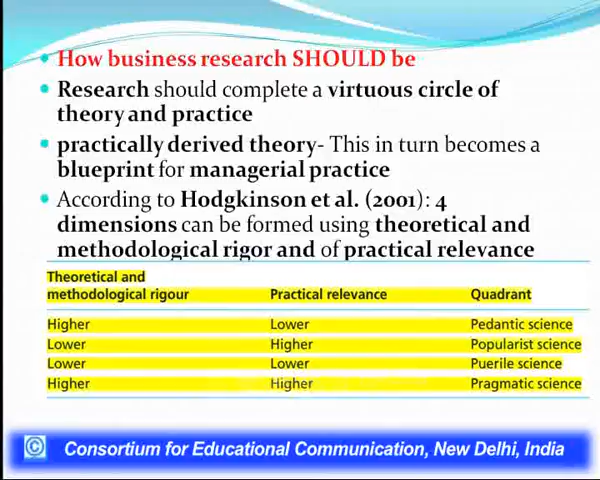 How business research SHOULD be
Research should complete a virtuous circle of
theory and practice
practically derived theory- This in turn becomes a
blueprint for managerial practice
According to Hodgkinson et al. (2001): 4
dimensions can be formed using theoretical and
methodological rigor and of practical relevance
Theoretical and
methodological rigour Practical relevance Quadrant
Higher Lower Pedantic science
Lower Higher Popularist science
Lower Lower Puerile science
Higher Higher Pragmatic science
© Consortium for Educational Communication, New Delhi, India